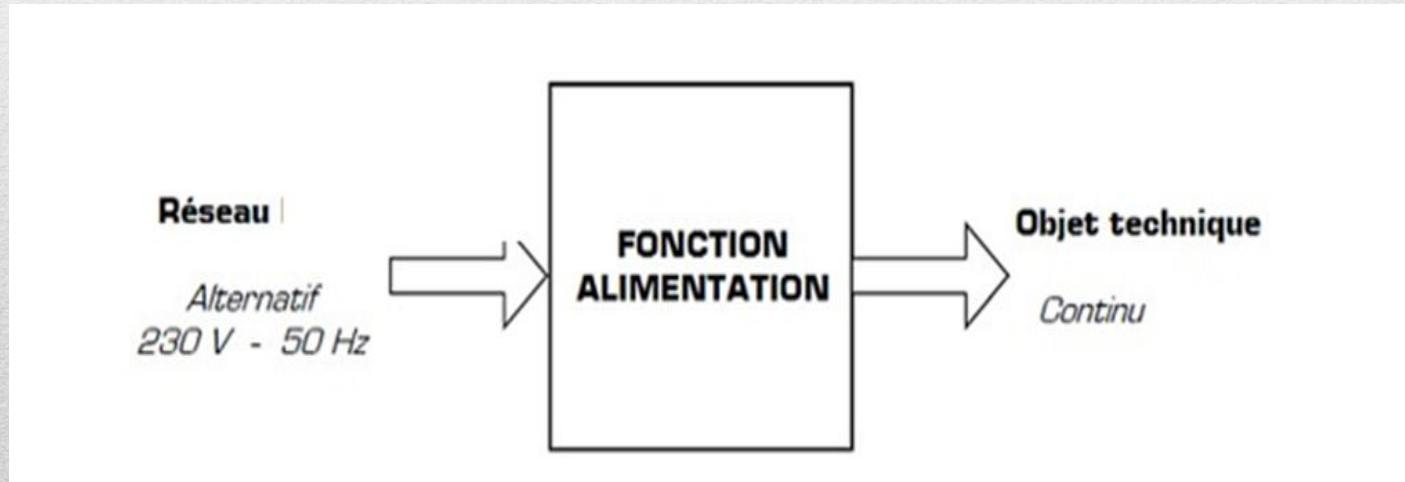 Réseau
Alternatif
230 V - 50 Hz
FONCTION
ALIMENTATION
Objet technique
Continu